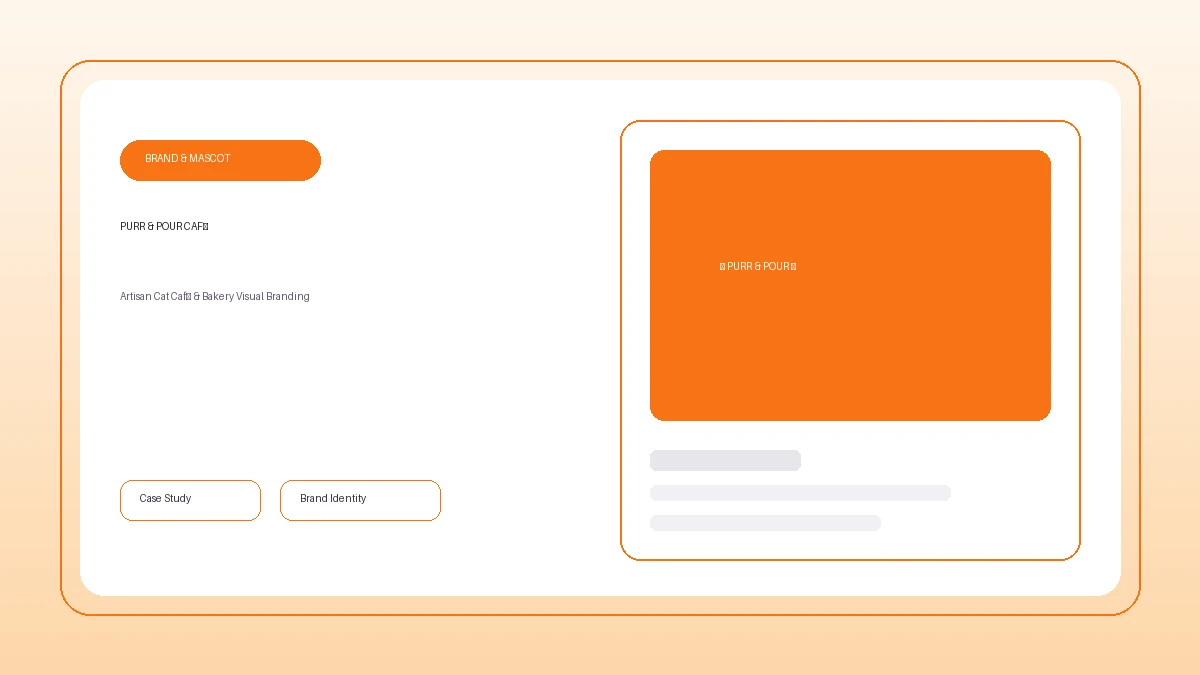 BRAND & MASCOT
PURR & POUR CAF▯
Artisan Cat Caf▯ & Bakery Visual Branding
▯ PURR & POUR ▯
Case Study
Brand Identity